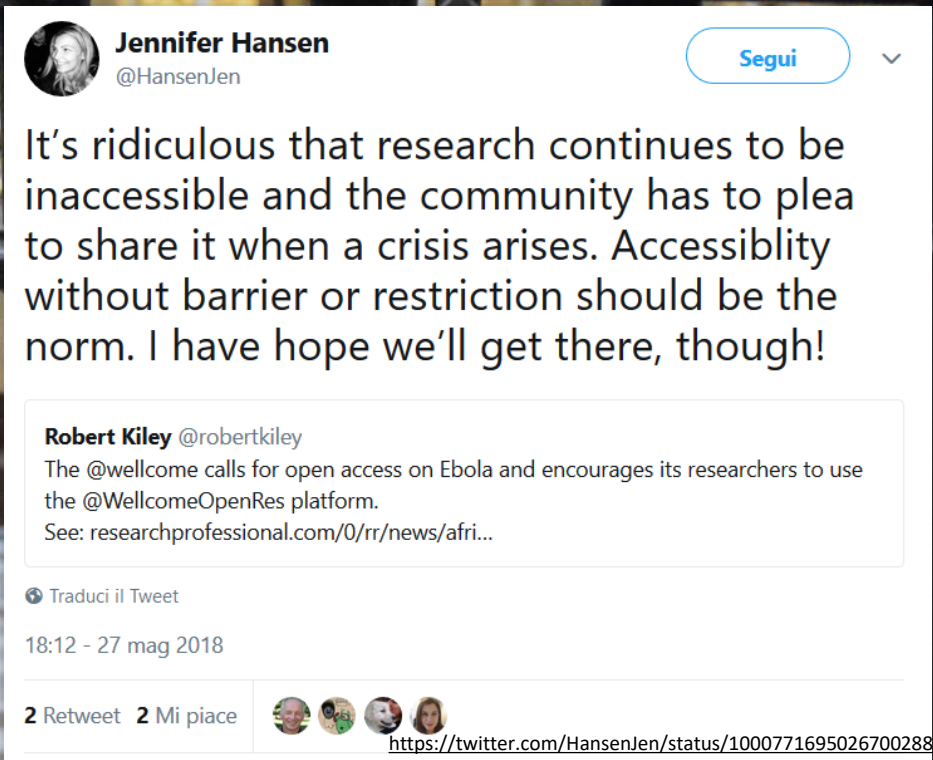 Jennifer Hansen
@HansenJen
Segui
It’s ridiculous that research continues to be
inaccessible and the community has to plea
to share it when a crisis arises. Accessiblity
without barrier or restriction should be the
norm. I have hope we’ll get there, though!
Robert Kiley @robertkiley
The @wellcome calls for open access on Ebola and encourages its researchers to use
the @WellcomeOpenRes platform.
See: researchprofessional.com/0/rr/news/afri...
Traduci il Tweet
18:12 - 27 mag 2018
2 Retweet 2 Mi piace
https://twitter.com/HansenJen/status/1000771695026700288